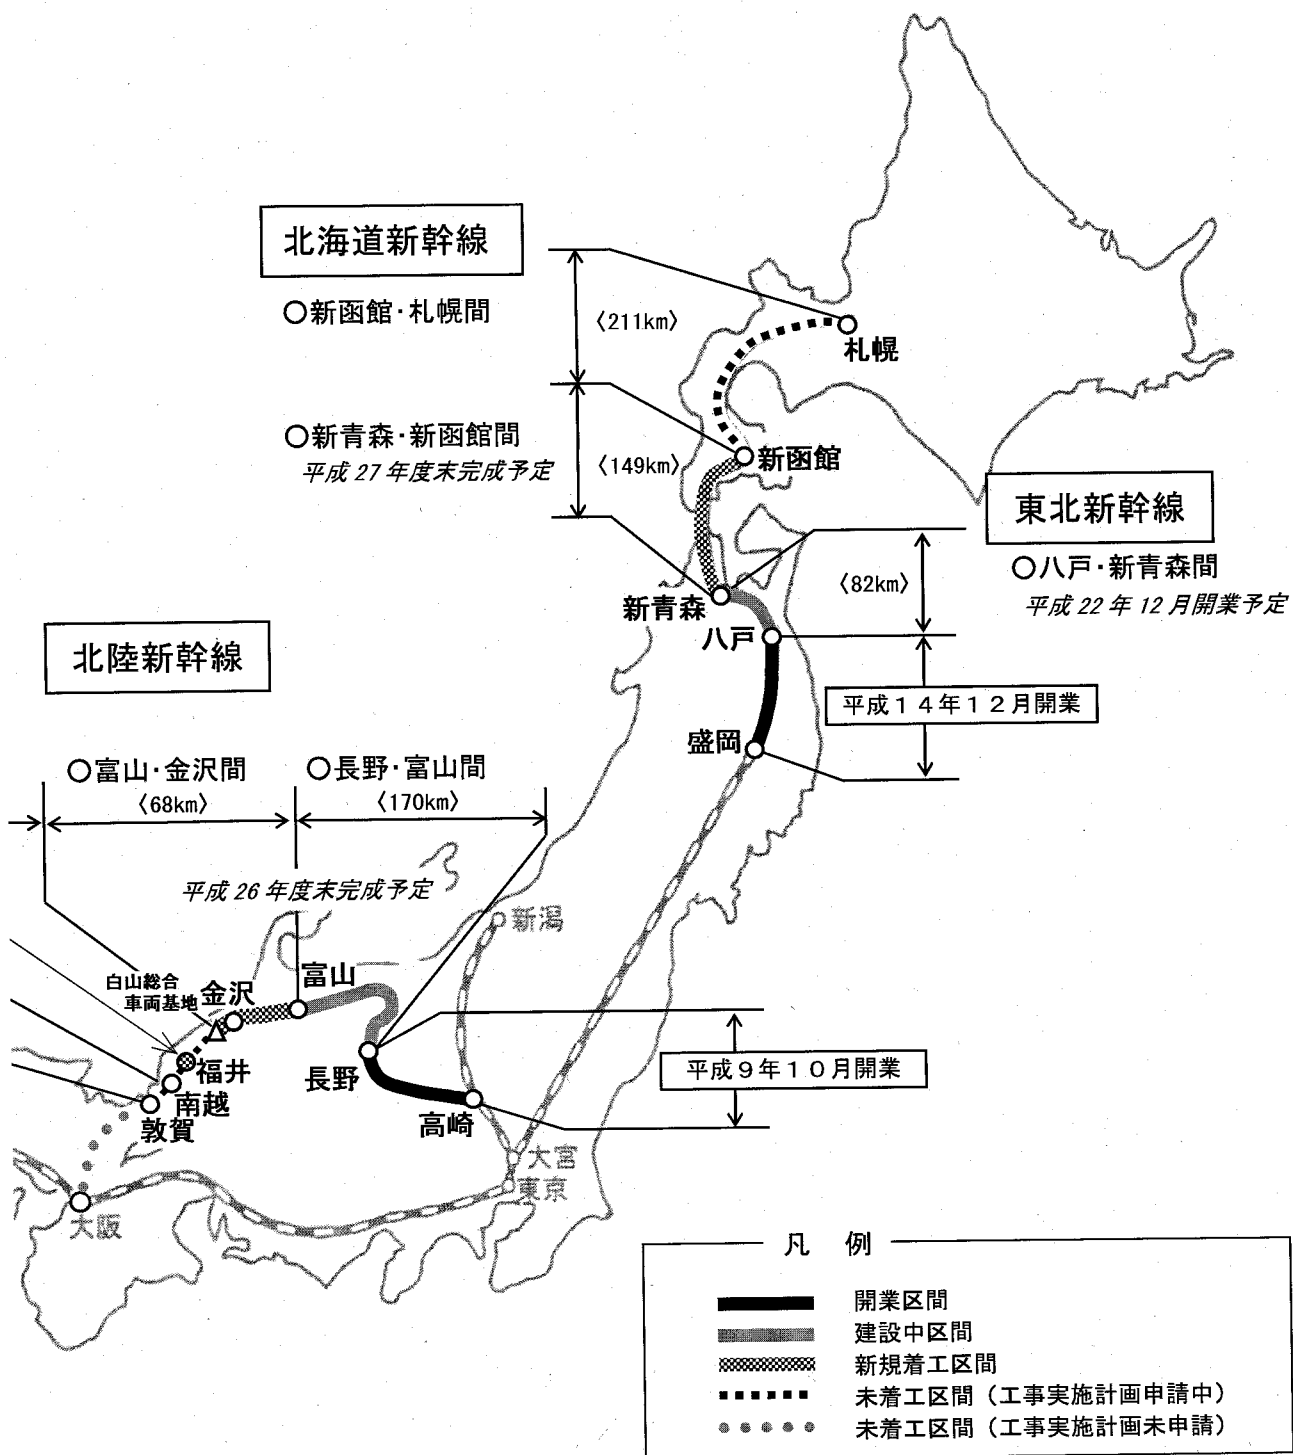 北海道新幹線
○新函館・札幌間
〈211km〉
札幌
○新青森・新函館間
平成27年度末完成予定
〈149km〉
新函館
東北新幹線
○八戸・新青森間
平成22年12月開業予定
〈82km〉
新青森
八戸
平成14年12月開業
盛岡
北陸新幹線
○富山・金沢間
〈68km〉
○長野・富山間
〈170km〉
平成26年度末完成予定
新潟
白山総合
車両基地
金沢
富山
福井
南越
敦賀
長野
高崎
平成9年10月開業
大宮
東京
大阪
凡 例
開業区間
建設中区間
新規着工区間
未着工区間（工事実施計画申請中）
未着工区間（工事実施計画未申請）